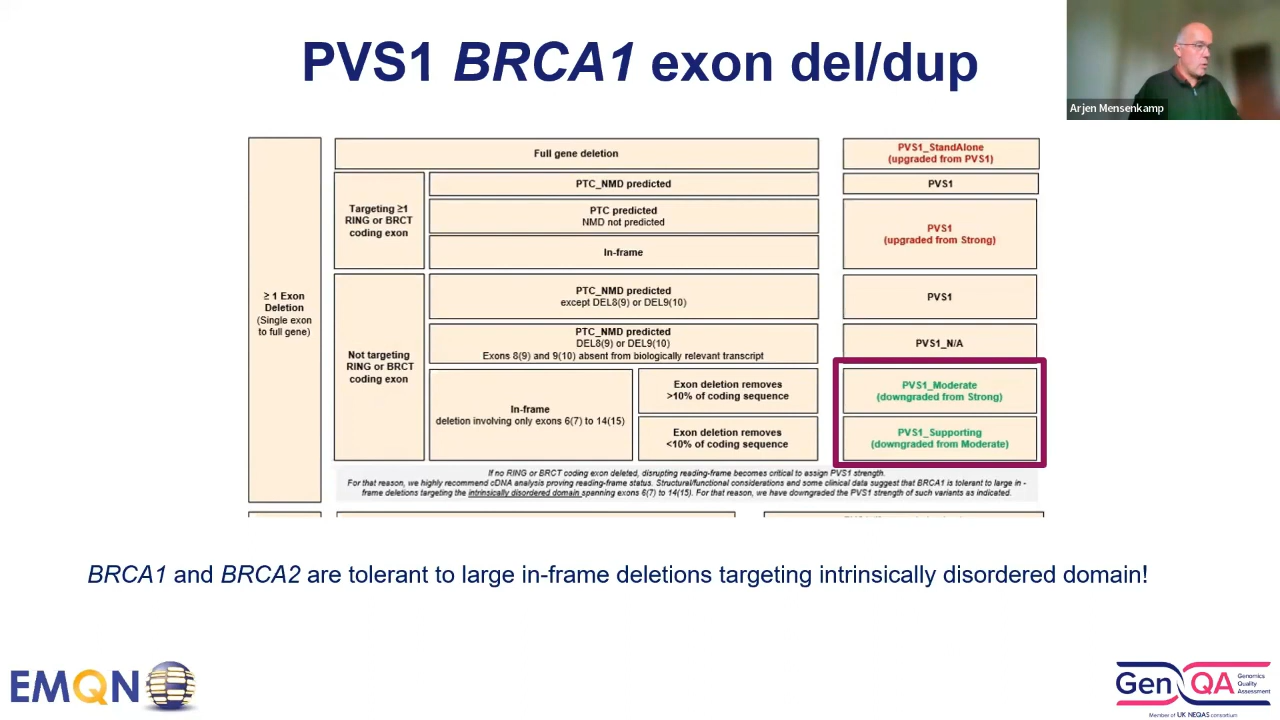 PVS1 BRCA1 exon del/dup
Arjen Mensenkamp
≥ 1 Exon
Deletion
(Single exon
to full gene)
Full gene deletion
PVS1_StandAlone
(upgraded from PVS1)
Targeting ≥1
RING or BRCT
coding exon
PTC_NMD predicted
PVS1
PTC predicted
NMD not predicted
In-frame
PVS1
(upgraded from Strong)
Not targeting
RING or BRCT
coding exon
PTC_NMD predicted
except DEL8(9) or DEL9(10)
PVS1
PTC_NMD predicted
DEL8(9) or DEL9(10)
Exons 8(9) and 9(10) absent from biologically relevant transcript
PVS1_N/A
In-frame
deletion involving only exons 6(7) to 14(15)
Exon deletion removes
>10% of coding sequence
PVS1_Moderate
(downgraded from Strong)
Exon deletion removes
<10% of coding sequence
PVS1_Supporting
(downgraded from Moderate)
If no RING or BRCT coding exon deleted, disrupting reading-frame becomes critical to assign PVS1 strength.
For that reason, we highly recommend cDNA analysis proving reading-frame status. Structural/functional considerations and some clinical data suggest that BRCA1 is tolerant to large in -
frame deletions targeting the intrinsically disordered domain spanning exons 6(7) to 14(15). For that reason, we have downgraded the PVS1 strength of such variants as indicated.
BRCA1 and BRCA2 are tolerant to large in-frame deletions targeting intrinsically disordered domain!
EMQN
GenQA
Genomics
Quality
Assessment
Member of UK NEQAS consortium